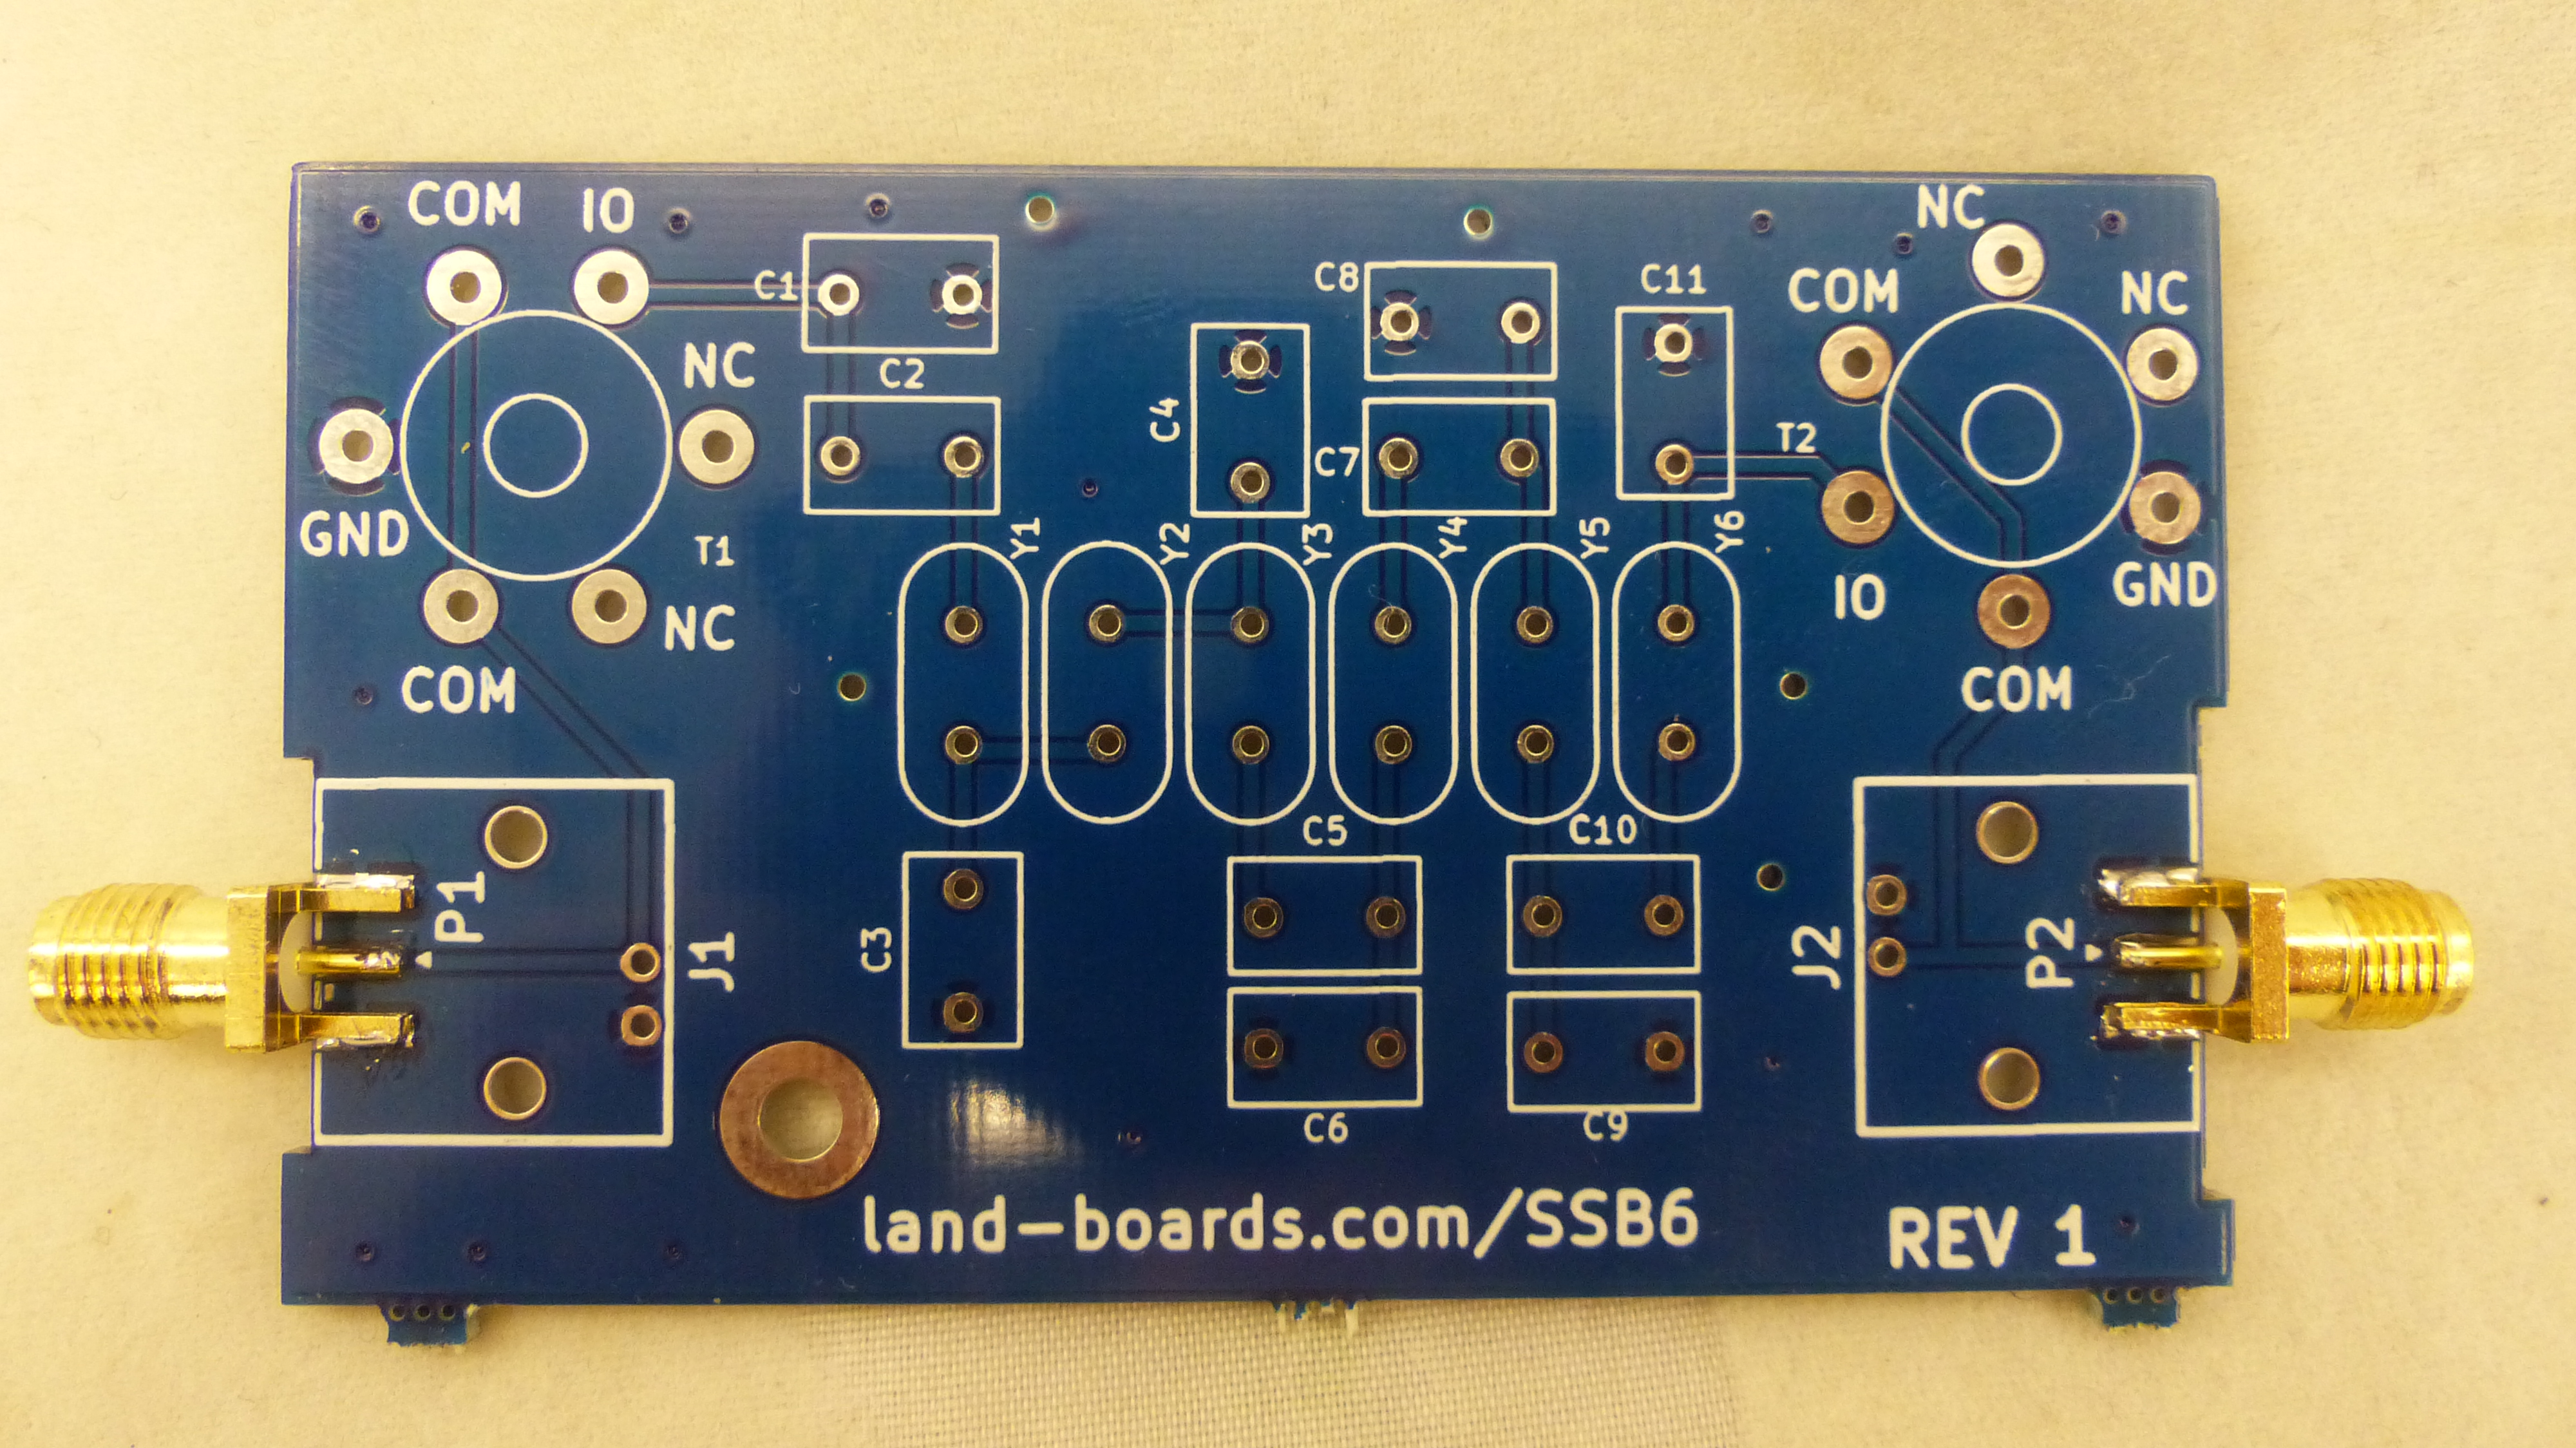 COM IO
NC
C1
C8
C11
COM
NC
NC
C2
C4
C7
T2
GND
T1
Y1
Y2
Y3
Y4
Y5
Y6
NC
COM
IO
GND
COM
C5
C10
P1
J1
C3
J2
P2
C6
C9
land-boards.com/SSB6
REV 1